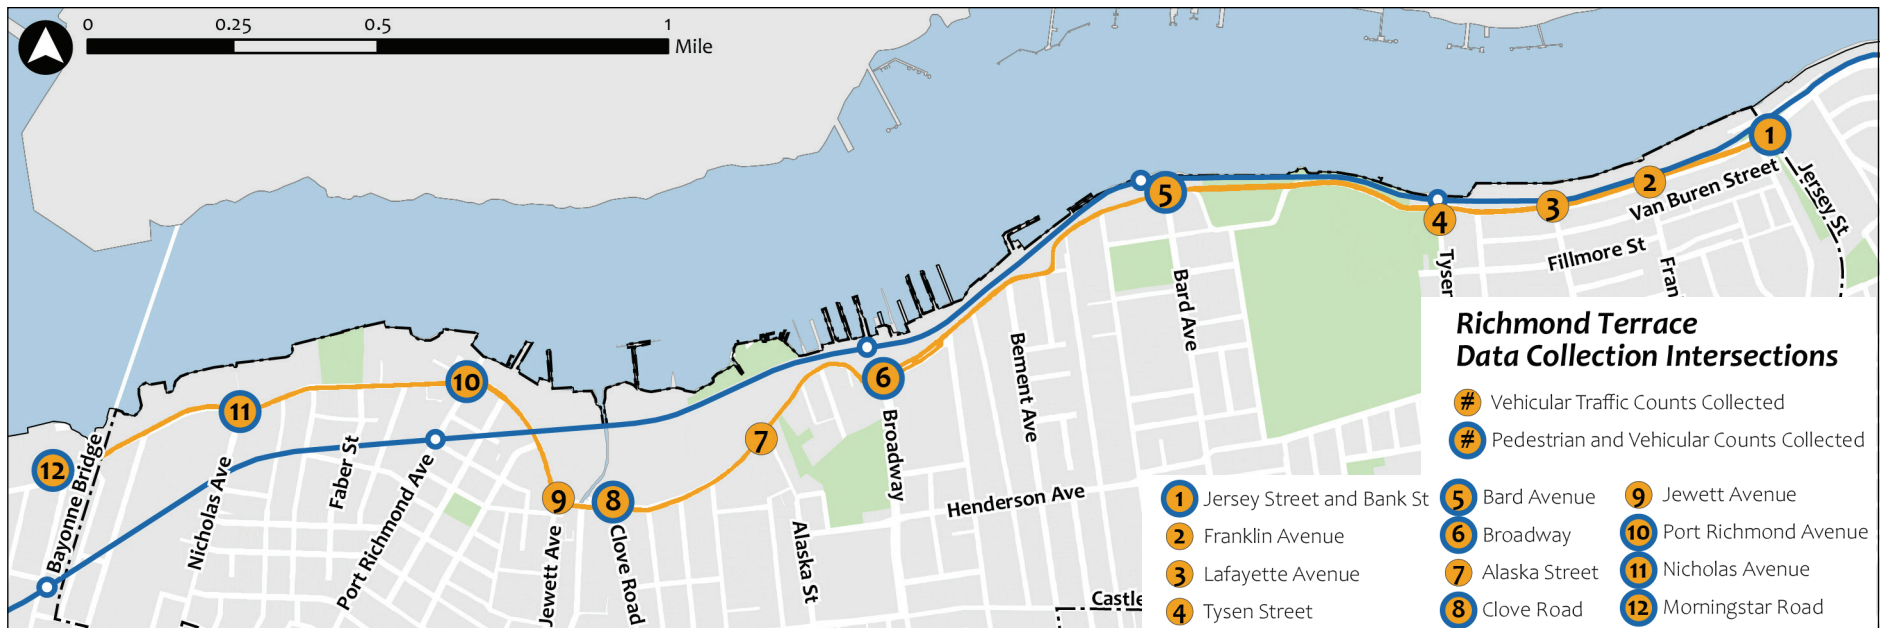 0 0.25 0.5 1
Mile
1
2
3
4
5
6
7
8
9
10
11
12
Van Buren Street
Jersey St
Fillmore St
Tysen
Fran
Bard Ave
Bement Ave
Broadway
Henderson Ave
Alaska St
Castle
Clove Road
Jewett Ave
Port Richmond Ave
Faber St
Nicholas Ave
Bayonne Bridge
Richmond Terrace
Data Collection Intersections
# Vehicular Traffic Counts Collected
# Pedestrian and Vehicular Counts Collected
1 Jersey Street and Bank St
2 Franklin Avenue
3 Lafayette Avenue
4 Tysen Street
5 Bard Avenue
6 Broadway
7 Alaska Street
8 Clove Road
9 Jewett Avenue
10 Port Richmond Avenue
11 Nicholas Avenue
12 Morningstar Road